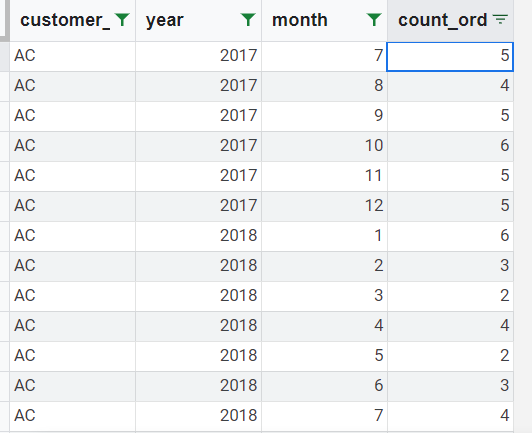 customer_ year month count_ord
AC 2017 7 5
AC 2017 8 4
AC 2017 9 5
AC 2017 10 6
AC 2017 11 5
AC 2017 12 5
AC 2018 1 6
AC 2018 2 3
AC 2018 3 2
AC 2018 4 4
AC 2018 5 2
AC 2018 6 3
AC 2018 7 4